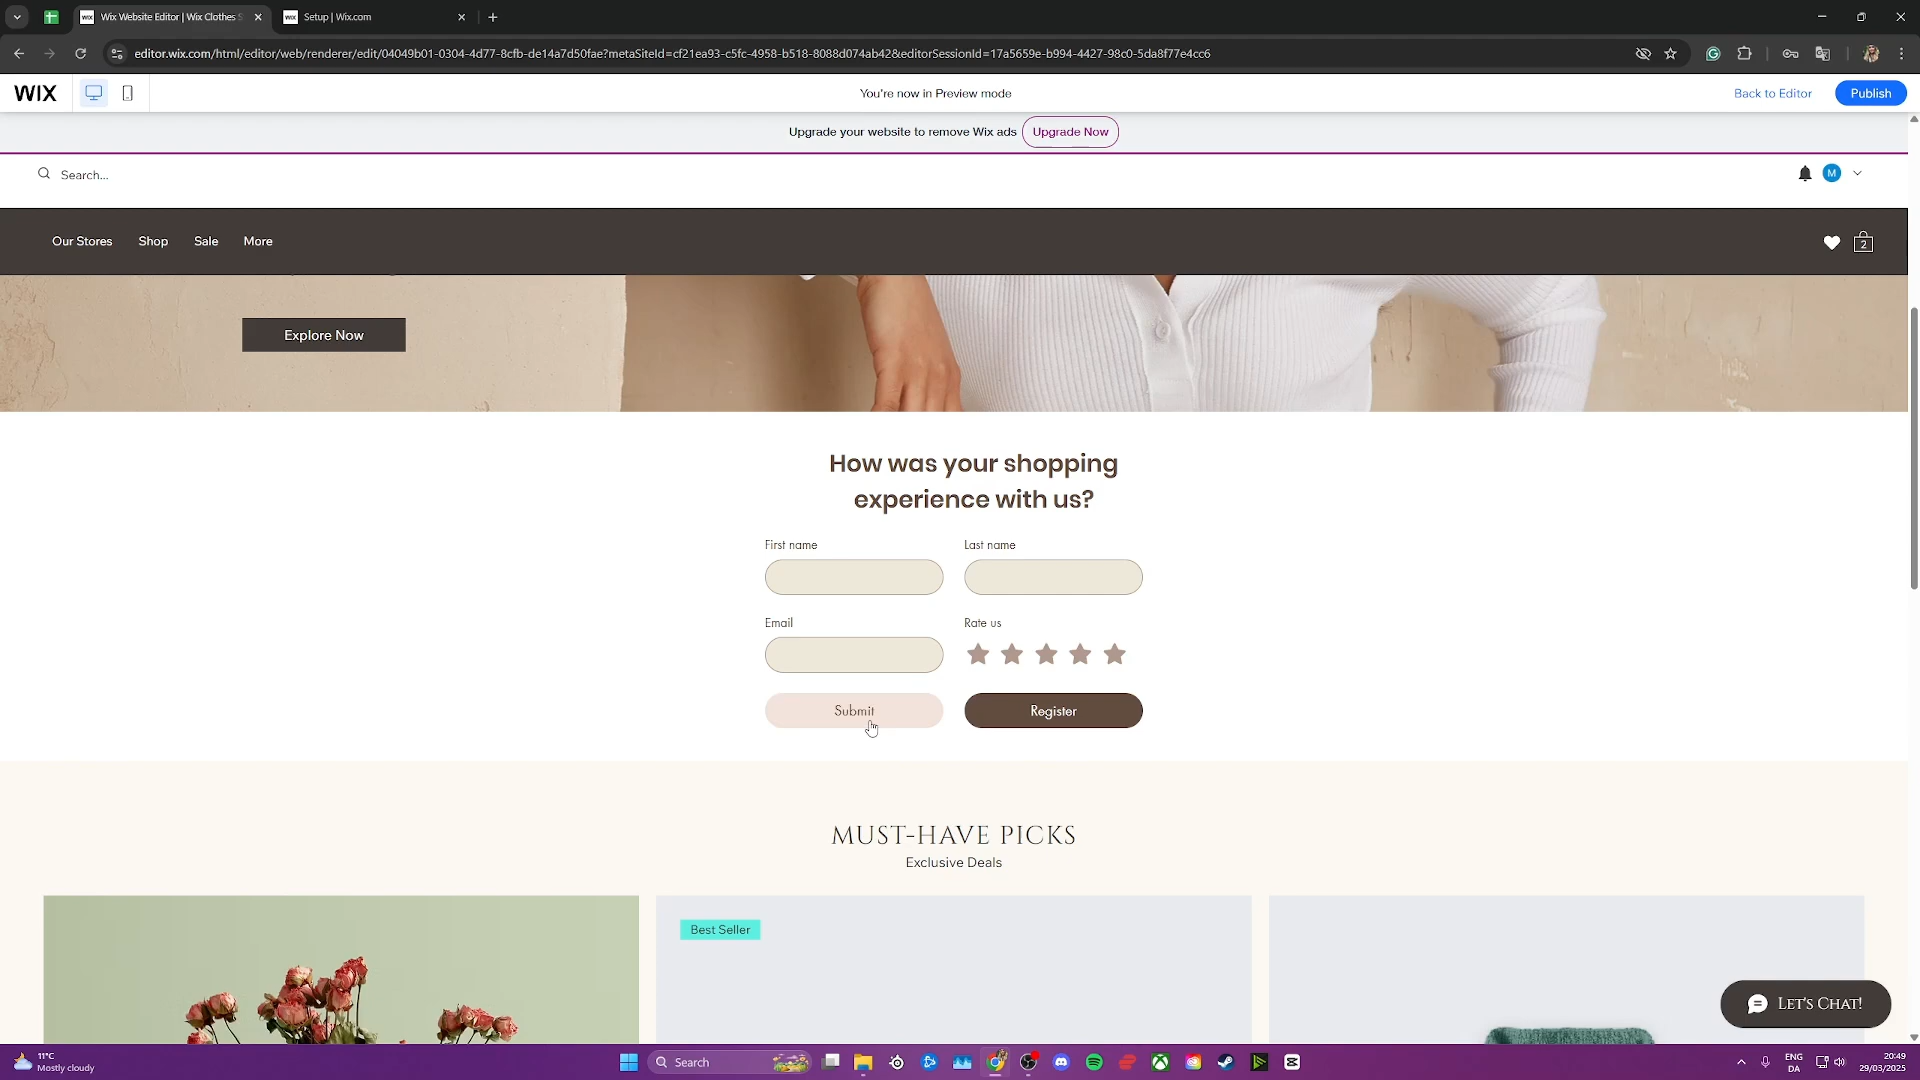 Wix Website Editor | Wix Clothes S
Setup | Wix.com
editor.wix.com/html/editor/web/renderer/edit/04049b01-0304-4d77-8cfb-de14a7d50fae?metaSiteId=cf21ea93-c5fc-4958-b518-8088d074ab42&editorSessionId=17a5659e-b994-4427-98c0-5da8f77e4cc6
WIX
You're now in Preview mode
Back to Editor
Publish
Upgrade your website to remove Wix ads
Upgrade Now
Search...
M
Our Stores
Shop
Sale
More
2
Explore Now
How was your shopping
experience with us?
First name
Last name
Email
Rate us
Submit
Register
MUST-HAVE PICKS
Exclusive Deals
Best Seller
LET'S CHAT!
11°C
Mostly cloudy
Search
ENG
DA
20:49
29/03/2025